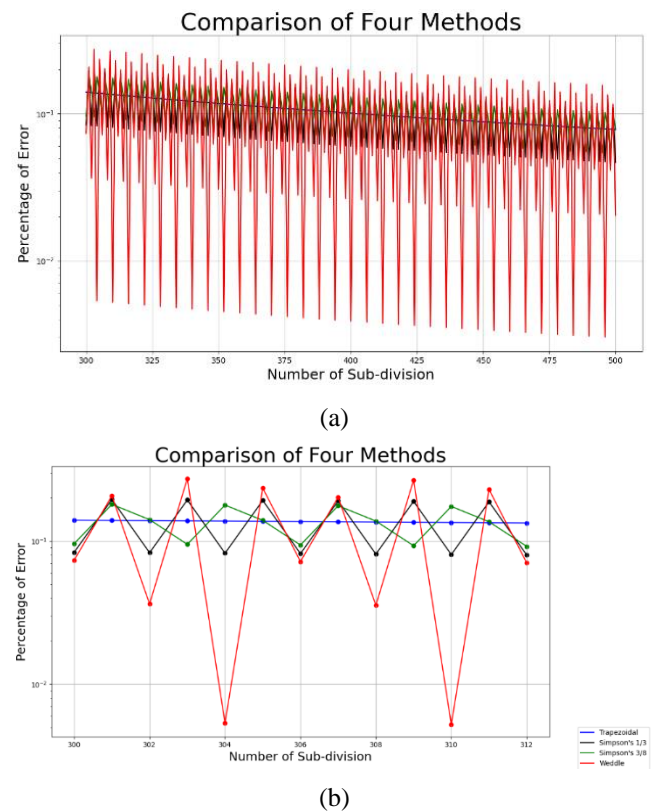 Comparison of Four Methods
Percentage of Error
10⁻¹
10⁻²
300 325 350 375 400 425 450 475 500
Number of Sub-division
(a)
Comparison of Four Methods
Percentage of Error
10⁻¹
10⁻²
300 302 304 306 308 310 312
Number of Sub-division
Trapezoidal
Simpson's 1/3
Simpson's 3/8
Weddle
(b)